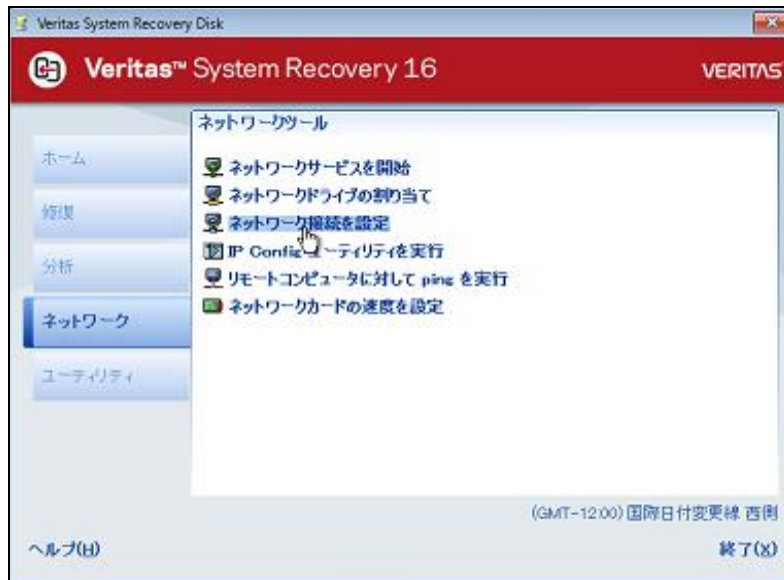 Veritas System Recovery Disk
Veritas™ System Recovery 16
VERITAS
ネットワークツール
ホーム
修復
分析
ネットワーク
ユーティリティ
ネットワークサービスを開始
ネットワークドライブの割り当て
ネットワーク接続を設定
IP Config ユーティリティを実行
リモートコンピュータに対して ping を実行
ネットワークカードの速度を設定
(GMT-12:00) 国際日付変更線 西側
ヘルプ(H)
終了(X)